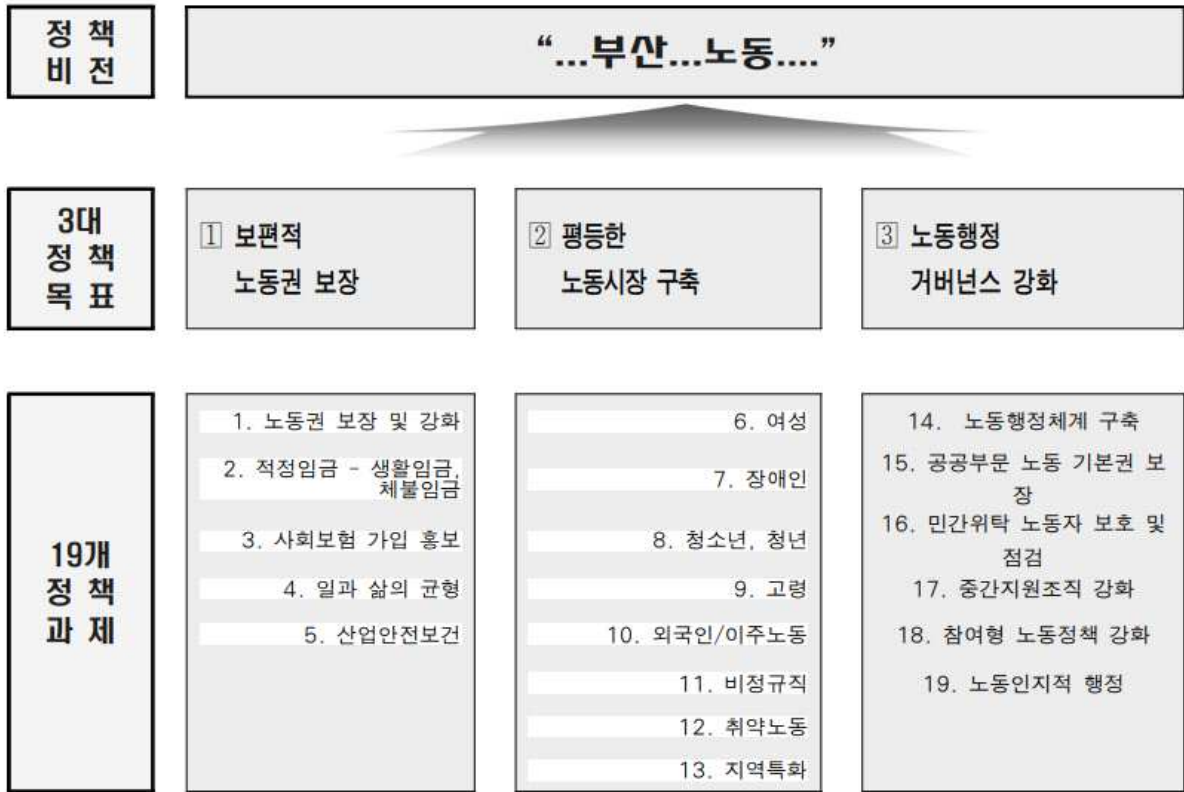 정 책
비 전
“...부산...노동....”
3대
정 책
목 표
1 보편적
노동권 보장
2 평등한
노동시장 구축
3 노동행정
거버넌스 강화
19개
정 책
과 제
1. 노동권 보장 및 강화
2. 적정임금 - 생활임금,
체불임금
3. 사회보험 가입 홍보
4. 일과 삶의 균형
5. 산업안전보건
6. 여성
7. 장애인
8. 청소년, 청년
9. 고령
10. 외국인/이주노동
11. 비정규직
12. 취약노동
13. 지역특화
14. 노동행정체계 구축
15. 공공부문 노동 기본권 보
장
16. 민간위탁 노동자 보호 및
점검
17. 중간지원조직 강화
18. 참여형 노동정책 강화
19. 노동인지적 행정